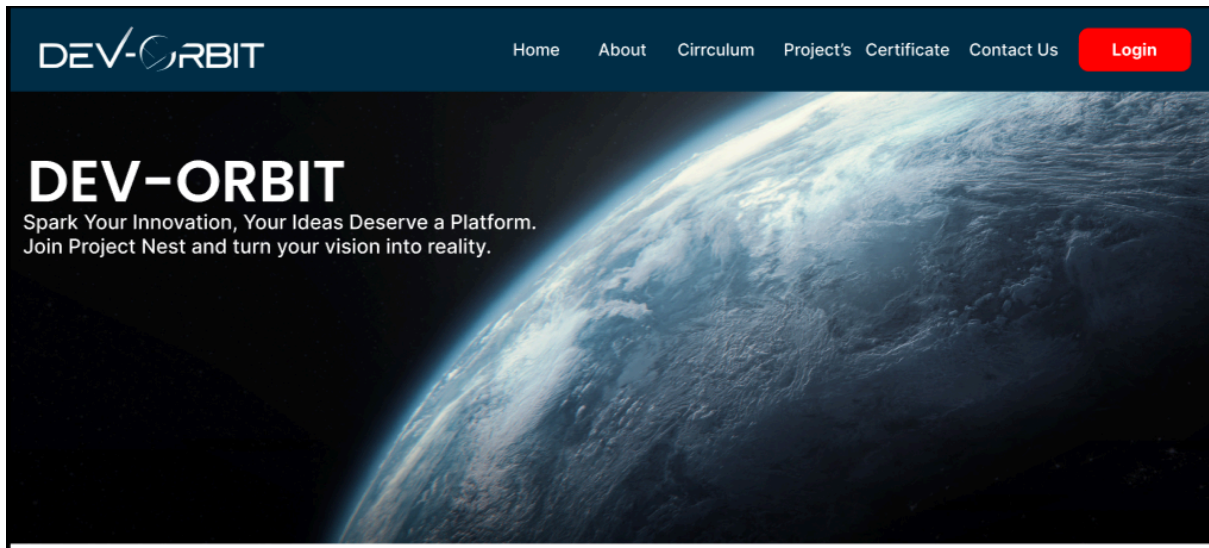 DEV-ORBIT
Home About Cirrculum Project’s Certificate Contact Us Login
DEV-ORBIT
Spark Your Innovation, Your Ideas Deserve a Platform.
Join Project Nest and turn your vision into reality.